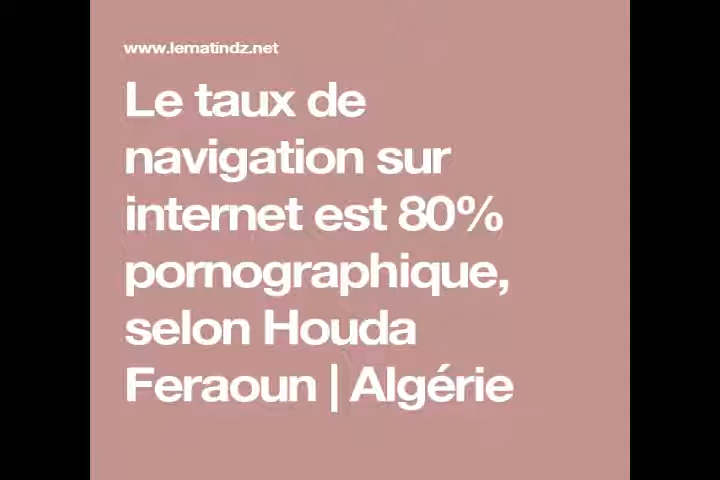 www.lematindz.net
Le taux de
navigation sur
internet est 80%
pornographique,
selon Houda
Feraoun | Algérie